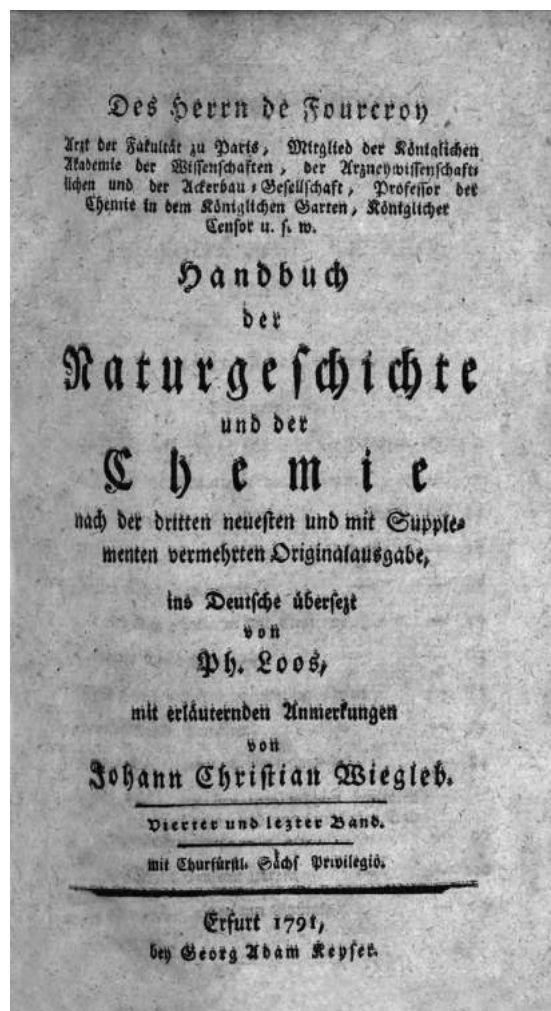 Des Herrn de Fourcroy
Arzt der Fakultät zu Paris, Mitglied der Königlichen
Akademie der Wissenschaften, der Arzneywissenschaft-
lichen und der Ackerbau-Gesellschaft, Professor der
Chemie in dem Königlichen Garten, Königlicher
Censor u. s. w.
Handbuch
der
Naturgeschichte
und der
Chemie
nach der dritten neuesten und mit Supple-
menten vermehrten Originalausgabe,
ins Deutsche übersezt
von
Ph. Loos,
mit erläuternden Anmerkungen
von
Johann Christian Wiegleb.
Vierter und lezter Band.
mit Churfürstl. Sächs Privilegio.
Erfurt 1791,
bey Georg Adam Keyser.